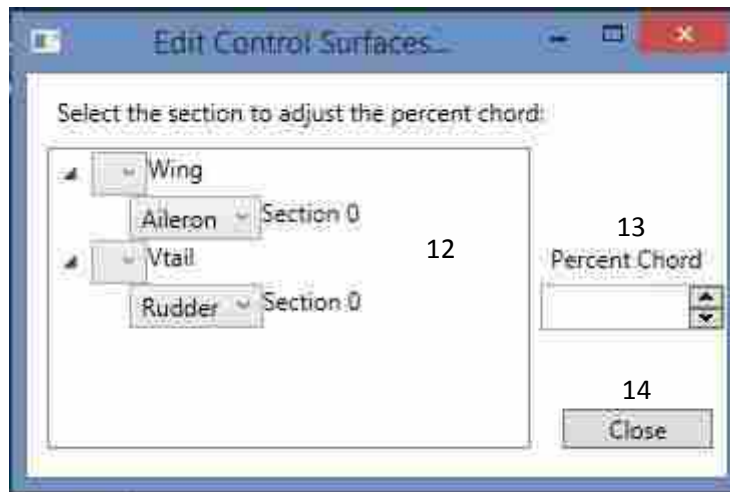 Edit Control Surfaces...
Select the section to adjust the percent chord:
Wing
Aileron Section 0
Vtail
Rudder Section 0
12
13
Percent Chord
14
Close